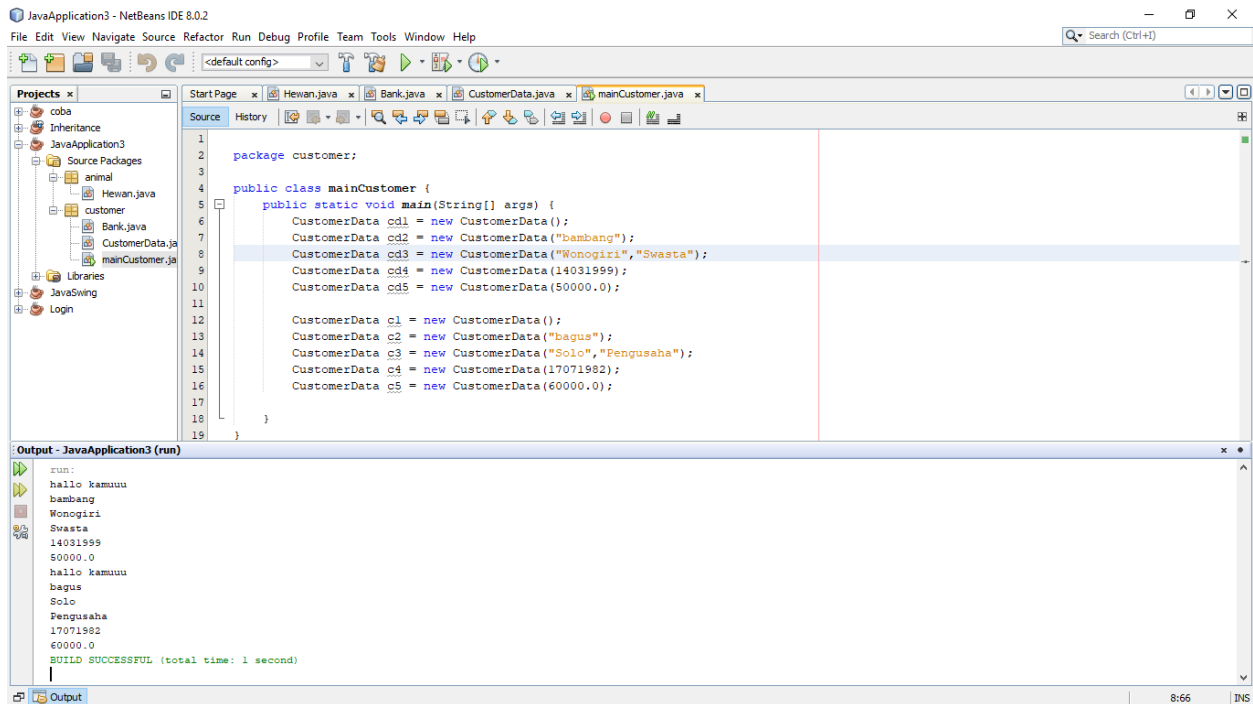 JavaApplication3 - NetBeans IDE 8.0.2
File Edit View Navigate Source Refactor Run Debug Profile Team Tools Window Help
Search (Ctrl+I)
<default config>
Projects
Start Page
Hewan.java
Bank.java
CustomerData.java
mainCustomer.java
coba
Inheritance
JavaApplication3
Source Packages
animal
Hewan.java
customer
Bank.java
CustomerData.ja
mainCustomer.ja
Libraries
JavaSwing
Login
Source History
1
2 package customer;
3
4 public class mainCustomer {
5 public static void main(String[] args) {
6 CustomerData cd1 = new CustomerData();
7 CustomerData cd2 = new CustomerData("bambang");
8 CustomerData cd3 = new CustomerData("Wonogiri","Swasta");
9 CustomerData cd4 = new CustomerData(14031999);
10 CustomerData cd5 = new CustomerData(50000.0);
11
12 CustomerData c1 = new CustomerData();
13 CustomerData c2 = new CustomerData("bagus");
14 CustomerData c3 = new CustomerData("Solo","Pengusaha");
15 CustomerData c4 = new CustomerData(17071982);
16 CustomerData c5 = new CustomerData(60000.0);
17
18 }
19 }
Output - JavaApplication3 (run)
run:
hallo kamuuu
bambang
Wonogiri
Swasta
14031999
50000.0
hallo kamuuu
bagus
Solo
Pengusaha
17071982
60000.0
BUILD SUCCESSFUL (total time: 1 second)
Output
8:66
INS